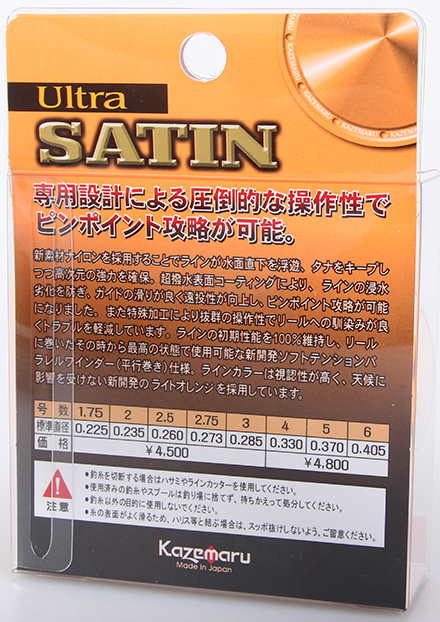 KAZEMARU KAZEMARU KAZEMARU
Ultra
SATIN
専用設計による圧倒的な操作性で
ピンポイント攻略が可能。
新素材ナイロンを採用することでラインが水面直下を浮遊、タナをキープし
つつ高次元の強力を確保。超撥水表面コーティングにより、ラインの浸水
劣化を防ぎ、ガイドの滑りが良く遠投性が向上し、ピンポイント攻略が可能
になりました。また特殊加工により抜群の操作性でリールへの馴染みが良
くトラブルを軽減しています。ラインの初期性能を100%維持し、リール
に巻いたその時から最高の状態で使用可能な新開発ソフトテンションパ
ラレルワインダー(平行巻き)仕様。ラインカラーは視認性が高く、天候に
影響を受けない新開発のライトオレンジを採用しています。
号 数 1.75 2 2.5 2.75 3 4 5 6
標準直径 0.225 0.235 0.260 0.273 0.285 0.330 0.370 0.405
価 格 ¥4,500 ¥4,800
注意
●釣糸を切断する場合はハサミやラインカッターを使用してください。
●使用済みの釣糸やスプールは釣り場に捨てず、持ちかえって処分してください。
●釣糸以外の目的に使用しないでください。
●糸の表面がよく滑るため、ハリス等と結ぶ場合は、スッポ抜けしないよう、ご留意ください。
Kazemaru
Made In Japan